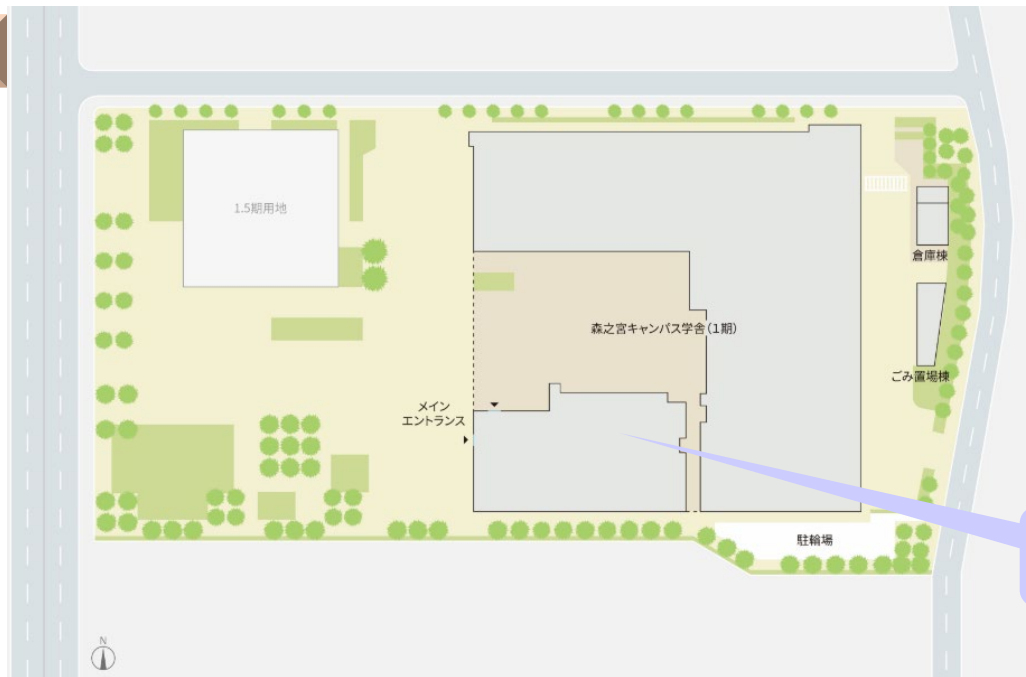 1.5期用地
倉庫棟
森之宮キャンパス学舎(1期)
ごみ置場棟
メイン
エントランス
駐輪場
N